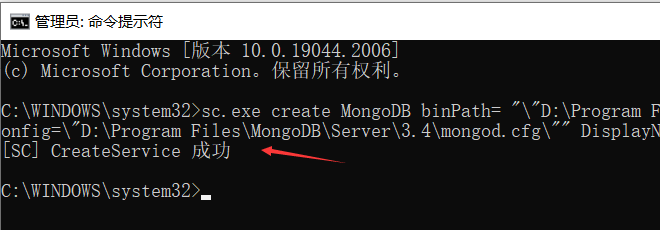 管理员: 命令提示符
Microsoft Windows [版本 10.0.19044.2006]
(c) Microsoft Corporation。保留所有权利。
C:\WINDOWS\system32>sc.exe create MongoDB binPath= "\"D:\Program F
onfig=\"D:\Program Files\MongoDB\Server\3.4\mongod.cfg\"" DisplayN
[SC] CreateService 成功
C:\WINDOWS\system32>